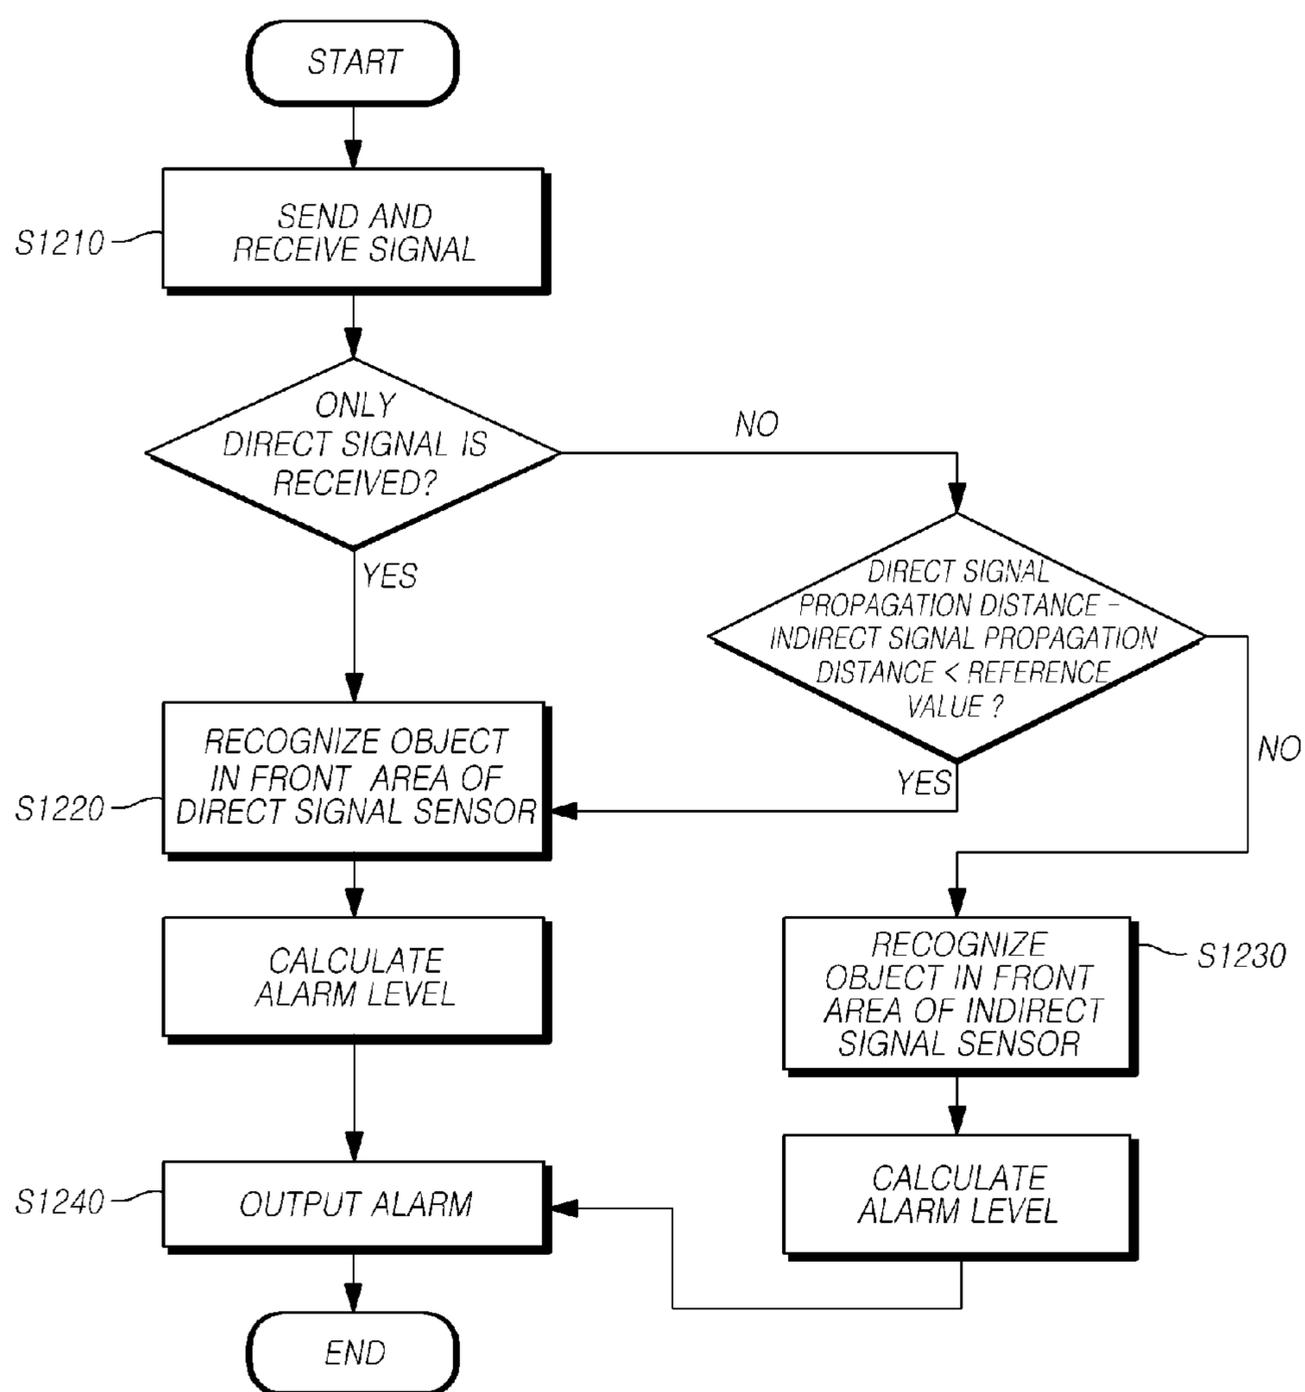 START
SEND AND
RECEIVE SIGNAL
S1210
ONLY
DIRECT SIGNAL IS
RECEIVED?
NO
YES
DIRECT SIGNAL
PROPAGATION DISTANCE -
INDIRECT SIGNAL PROPAGATION
DISTANCE < REFERENCE
VALUE ?
NO
YES
RECOGNIZE OBJECT
IN FRONT AREA OF
DIRECT SIGNAL SENSOR
S1220
CALCULATE
ALARM LEVEL
RECOGNIZE
OBJECT IN FRONT
AREA OF INDIRECT
SIGNAL SENSOR
S1230
CALCULATE
ALARM LEVEL
S1240
OUTPUT ALARM
END